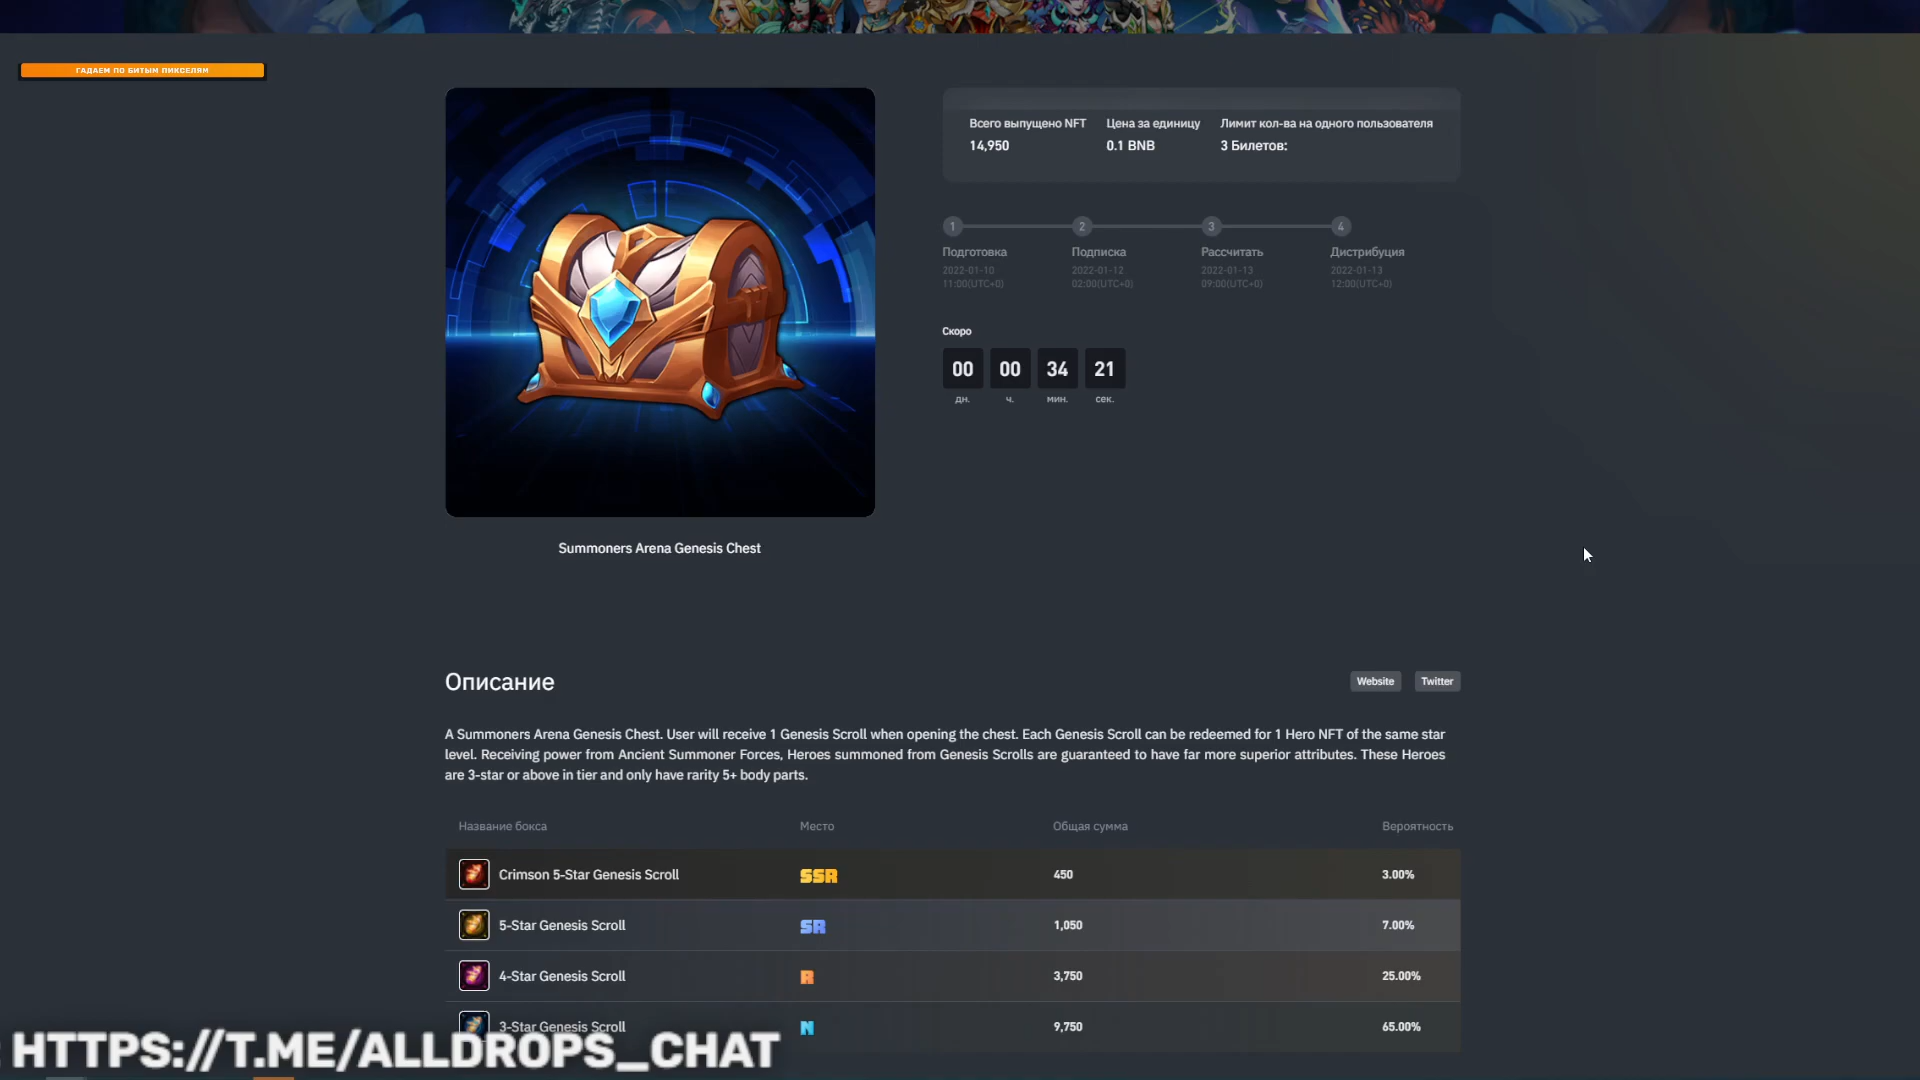 ГАДАЕМ ПО БИТЫМ ПИКСЕЛЯМ
Всего выпущено NFT
14,950
Цена за единицу
0.1 BNB
Лимит кол-ва на одного пользователя
3 Билетов:
1
Подготовка
2022-01-10
11:00(UTC+0)
2
Подписка
2022-01-12
02:00(UTC+0)
3
Рассчитать
2022-01-13
09:00(UTC+0)
4
Дистрибуция
2022-01-13
12:00(UTC+0)
Скоро
00 00 34 21
дн. ч. мин. сек.
Summoners Arena Genesis Chest
Описание
Website Twitter
A Summoners Arena Genesis Chest. User will receive 1 Genesis Scroll when opening the chest. Each Genesis Scroll can be redeemed for 1 Hero NFT of the same star
level. Receiving power from Ancient Summoner Forces, Heroes summoned from Genesis Scrolls are guaranteed to have far more superior attributes. These Heroes
are 3-star or above in tier and only have rarity 5+ body parts.
Название бокса Место Общая сумма Вероятность
Crimson 5-Star Genesis Scroll SSR 450 3.00%
5-Star Genesis Scroll SR 1,050 7.00%
4-Star Genesis Scroll R 3,750 25.00%
3-Star Genesis Scroll N 9,750 65.00%
: HTTPS://T.ME/ALLDROPS_CHAT